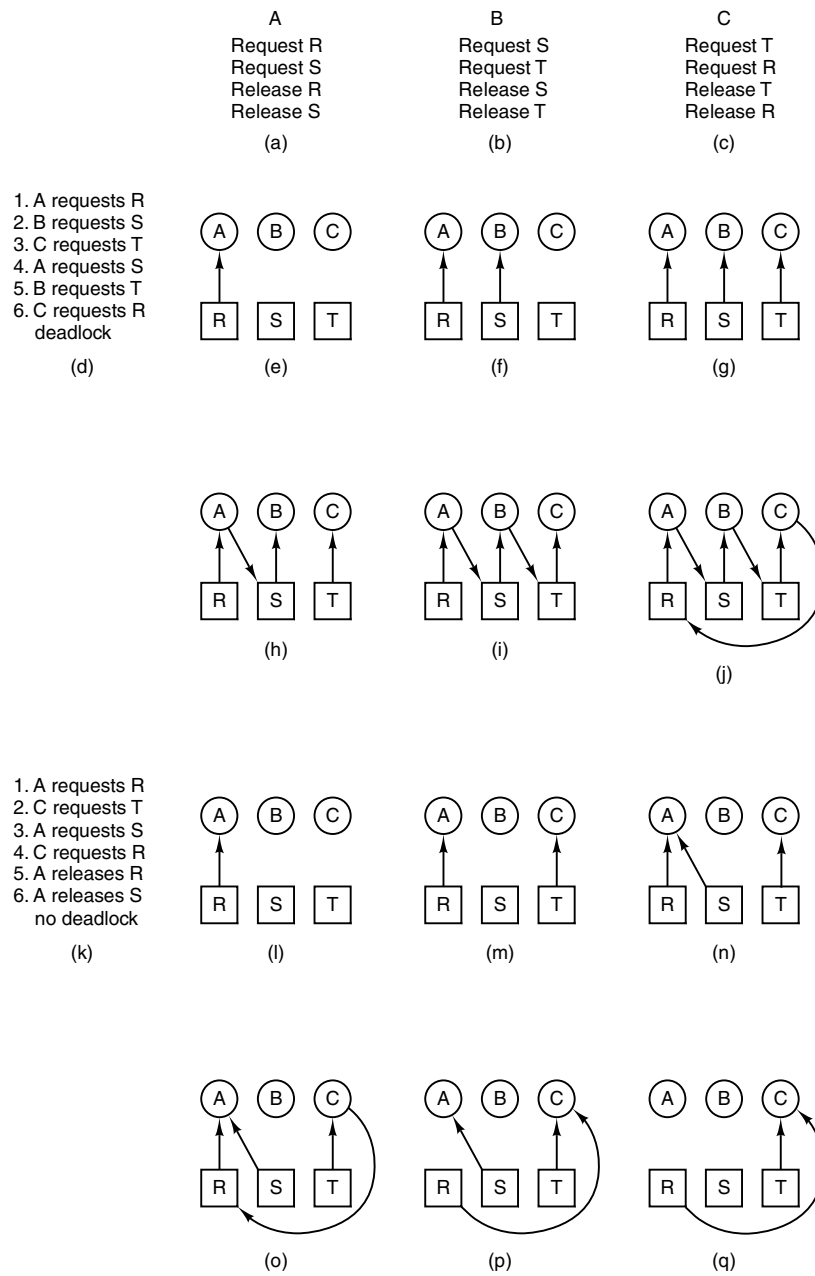 A B C
Request R Request S Request T
Request S Request T Request R
Release R Release S Release T
Release S Release T Release R
(a) (b) (c)
1. A requests R
2. B requests S
3. C requests T
4. A requests S
5. B requests T
6. C requests R
deadlock
(d)
A B C
R S T
(e)
A B C
R S T
(f)
A B C
R S T
(g)
A B C
R S T
(h)
A B C
R S T
(i)
A B C
R S T
(j)
1. A requests R
2. C requests T
3. A requests S
4. C requests R
5. A releases R
6. A releases S
no deadlock
(k)
A B C
R S T
(l)
A B C
R S T
(m)
A B C
R S T
(n)
A B C
R S T
(o)
A B C
R S T
(p)
A B C
R S T
(q)